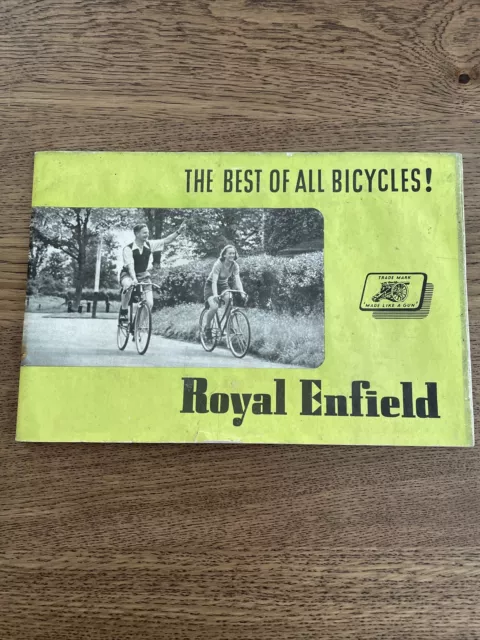 THE BEST OF ALL BICYCLES!
TRADE MARK
"MADE LIKE A GUN"
Royal Enfield